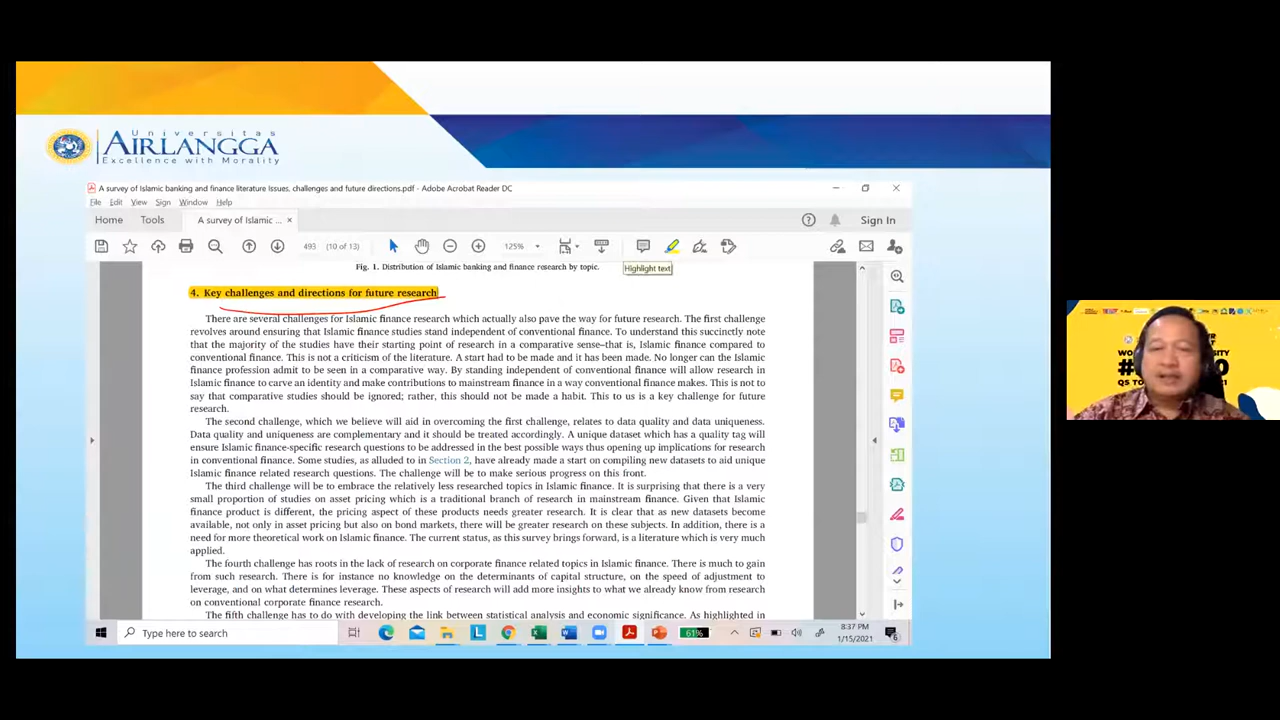 Universitas
AIRLANGGA
Excellence with Morality
A survey of Islamic banking and finance literature Issues, challenges and future directions.pdf - Adobe Acrobat Reader DC
File Edit View Sign Window Help
Home Tools A survey of Islamic ... × Sign In
493 (10 of 13) 125%
Fig. 1. Distribution of Islamic banking and finance research by topic.
Highlight text
4. Key challenges and directions for future research
There are several challenges for Islamic finance research which actually also pave the way for future research. The first challenge
revolves around ensuring that Islamic finance studies stand independent of conventional finance. To understand this succinctly note
that the majority of the studies have their starting point of research in a comparative sense–that is, Islamic finance compared to
conventional finance. This is not a criticism of the literature. A start had to be made and it has been made. No longer can the Islamic
finance profession admit to be seen in a comparative way. By standing independent of conventional finance will allow research in
Islamic finance to carve an identity and make contributions to mainstream finance in a way conventional finance makes. This is not to
say that comparative studies should be ignored; rather, this should not be made a habit. This to us is a key challenge for future
research.
The second challenge, which we believe will aid in overcoming the first challenge, relates to data quality and data uniqueness.
Data quality and uniqueness are complementary and it should be treated accordingly. A unique dataset which has a quality tag will
ensure Islamic finance-specific research questions to be addressed in the best possible ways thus opening up implications for research
in conventional finance. Some studies, as alluded to in Section 2, have already made a start on compiling new datasets to aid unique
Islamic finance related research questions. The challenge will be to make serious progress on this front.
The third challenge will be to embrace the relatively less researched topics in Islamic finance. It is surprising that there is a very
small proportion of studies on asset pricing which is a traditional branch of research in mainstream finance. Given that Islamic
finance product is different, the pricing aspect of these products needs greater research. It is clear that as new datasets become
available, not only in asset pricing but also on bond markets, there will be greater research on these subjects. In addition, there is a
need for more theoretical work on Islamic finance. The current status, as this survey brings forward, is a literature which is very much
applied.
The fourth challenge has roots in the lack of research on corporate finance related topics in Islamic finance. There is much to gain
from such research. There is for instance no knowledge on the determinants of capital structure, on the speed of adjustment to
leverage, and on what determines leverage. These aspects of research will add more insights to what we already know from research
on conventional corporate finance research.
The fifth challenge has to do with developing the link between statistical analysis and economic significance. As highlighted in
Type here to search
61%
8:37 PM
1/15/2021
6